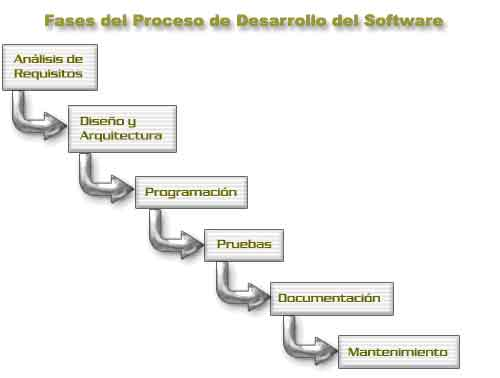 Fases del Proceso de Desarrollo del Software
Análisis de
Requisitos
Diseño y
Arquitectura
Programación
Pruebas
Documentación
Mantenimiento